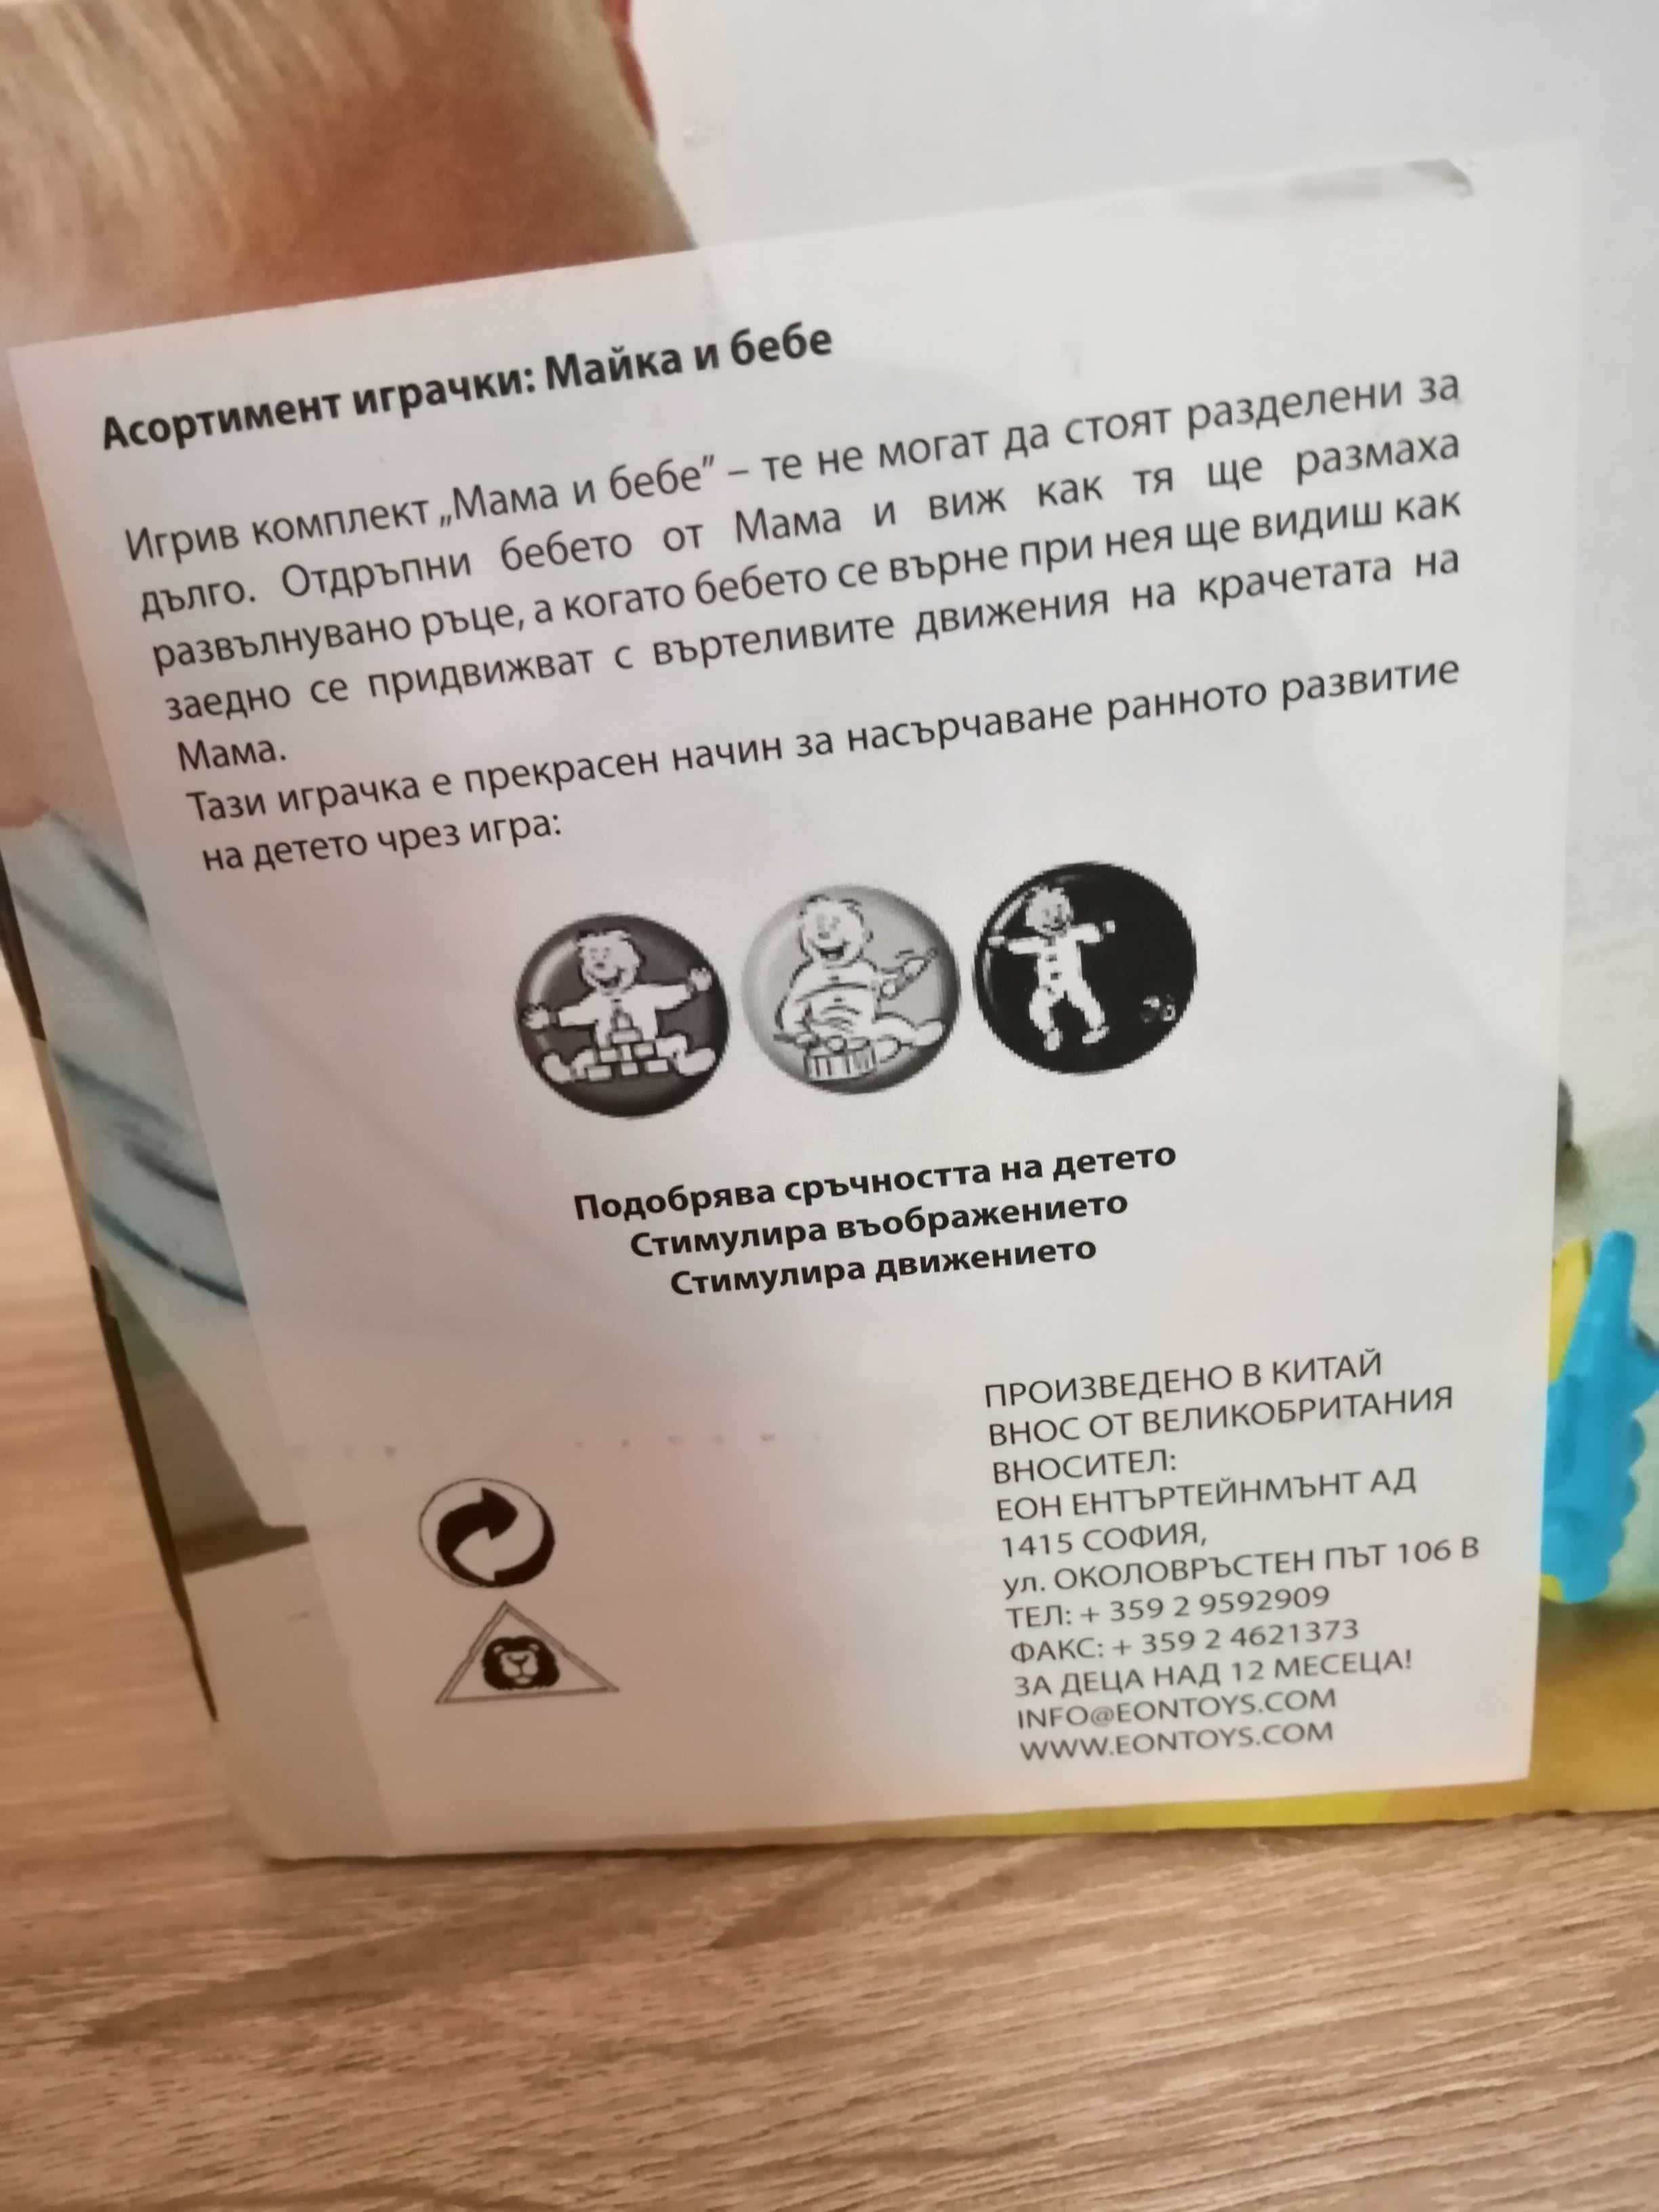 Асортимент играчки: Майка и бебе
Игрив комплект „Мама и бебе” – те не могат да стоят разделени за
дълго. Отдръпни бебето от Мама и виж как тя ще размаха
развълнувано ръце, а когато бебето се върне при нея ще видиш как
заедно се придвижват с въртеливите движения на крачетата на
Мама.
Тази играчка е прекрасен начин за насърчаване ранното развитие
на детето чрез игра:
Подобрява сръчността на детето
Стимулира въображението
Стимулира движението
ПРОИЗВЕДЕНО В КИТАЙ
ВНОС ОТ ВЕЛИКОБРИТАНИЯ
ВНОСИТЕЛ:
ЕОН ЕНТЪРТЕЙНМЪНТ АД
1415 СОФИЯ,
ул. ОКОЛОВРЪСТЕН ПЪТ 106 В
ТЕЛ: + 359 2 9592909
ФАКС: + 359 2 4621373
ЗА ДЕЦА НАД 12 МЕСЕЦА!
INFO@EONTOYS.COM
WWW.EONTOYS.COM